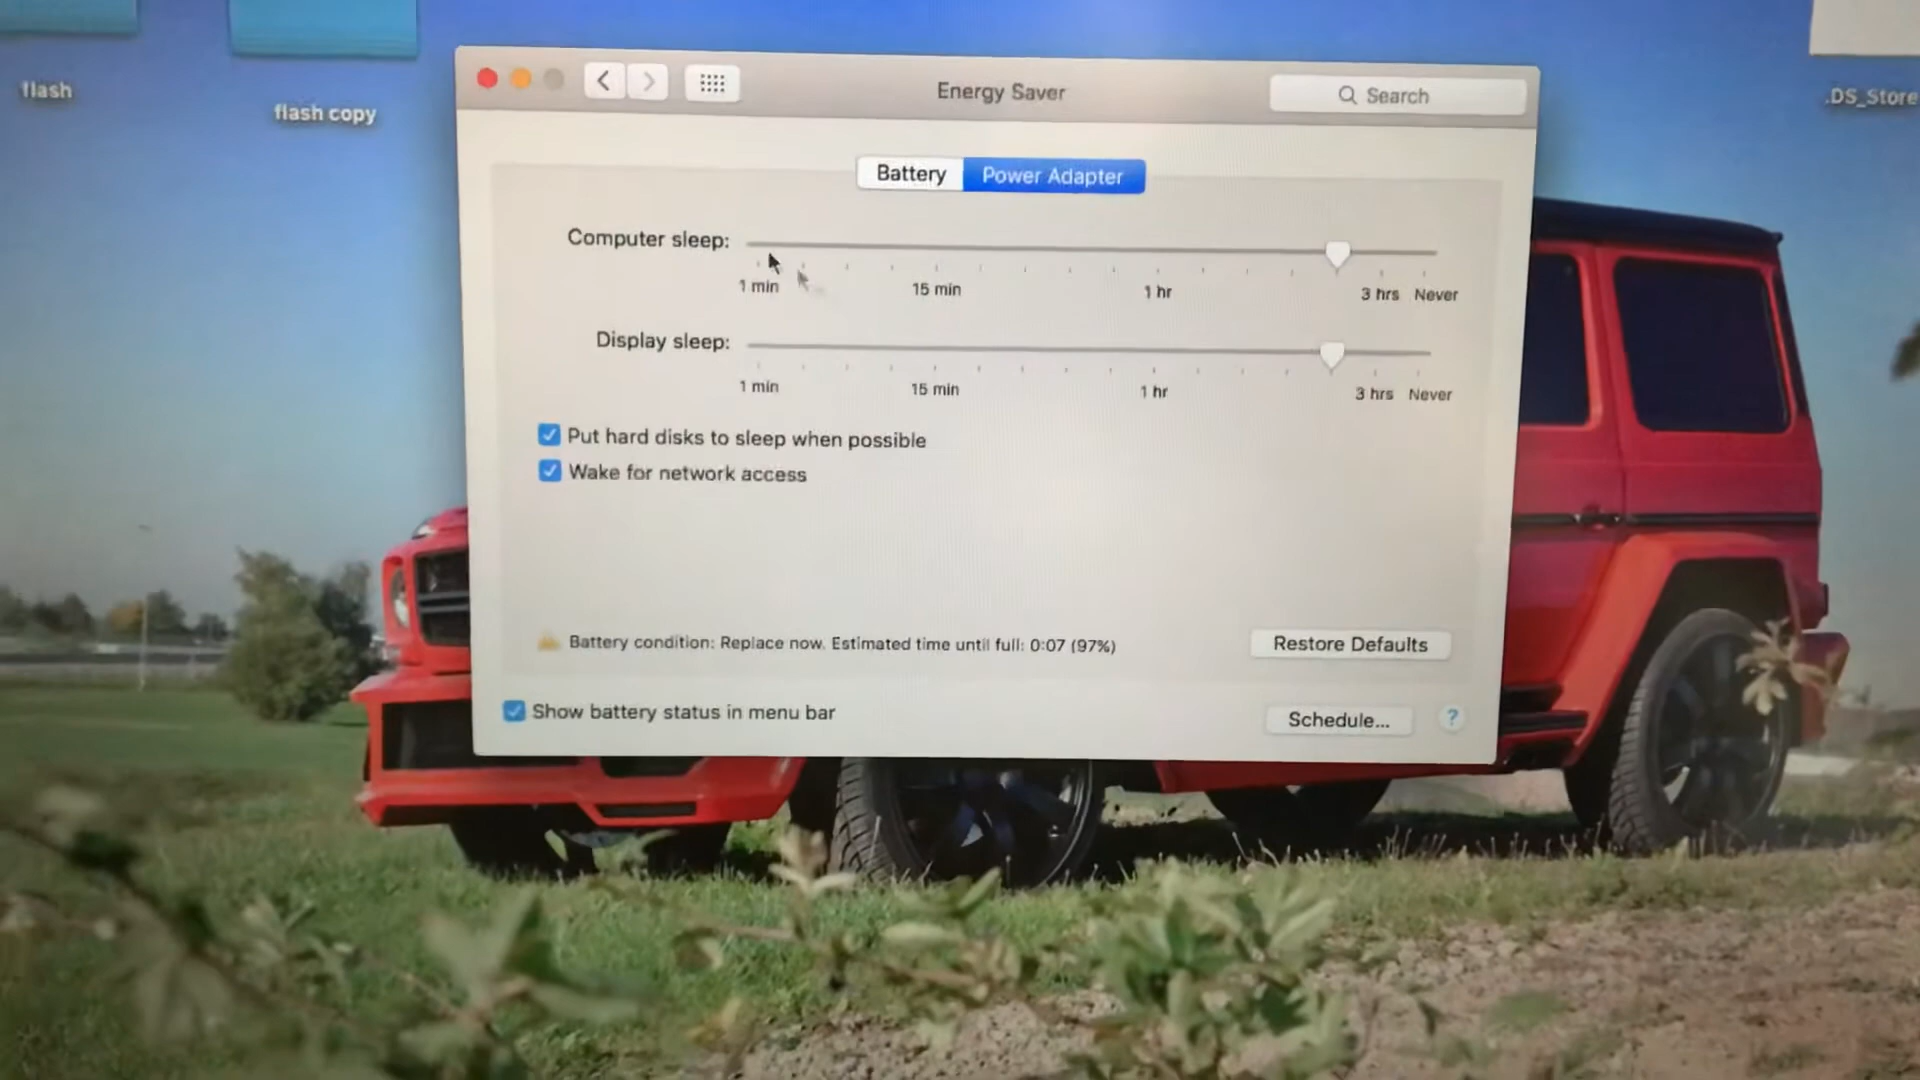 flash
flash copy
.DS_Store
Energy Saver
Search
Battery
Power Adapter
Computer sleep:
1 min
15 min
1 hr
3 hrs
Never
Display sleep:
1 min
15 min
1 hr
3 hrs
Never
Put hard disks to sleep when possible
Wake for network access
Battery condition: Replace now. Estimated time until full: 0:07 (97%)
Restore Defaults
Show battery status in menu bar
Schedule...
?